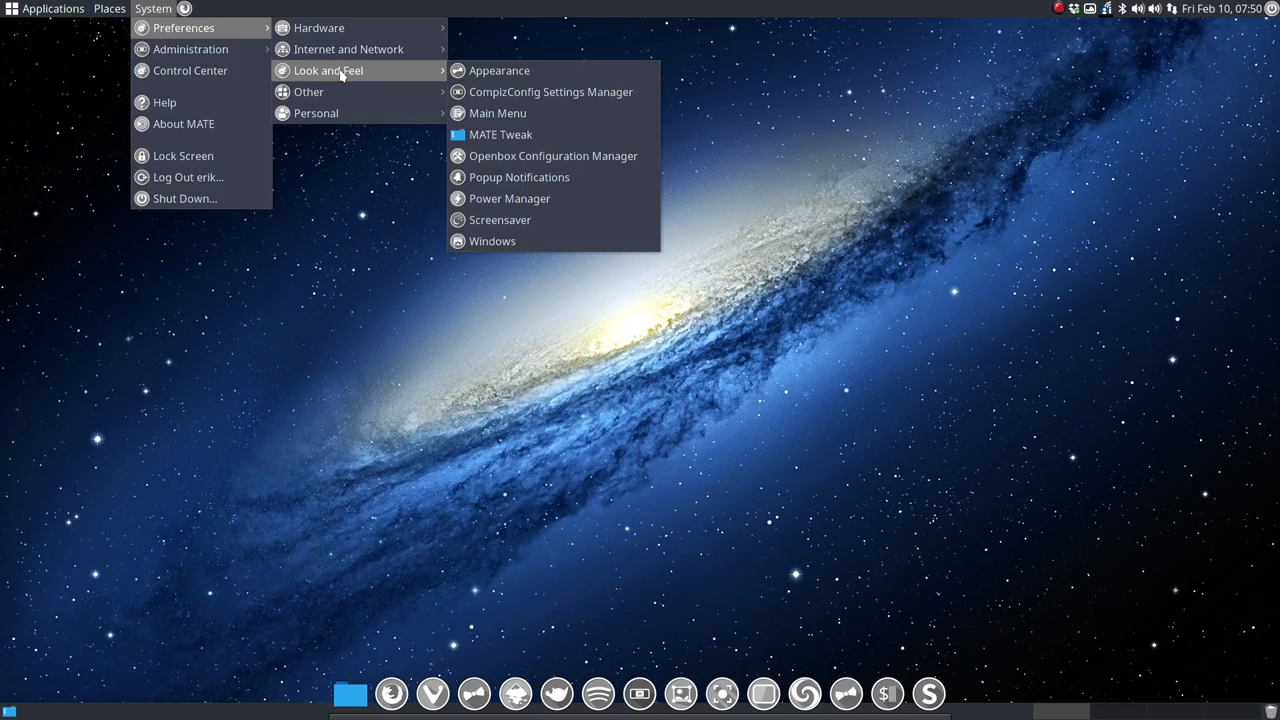 Applications Places System Fri Feb 10, 07:50
Preferences
Administration
Control Center
Help
About MATE
Lock Screen
Log Out erik...
Shut Down...
Hardware
Internet and Network
Look and Feel
Other
Personal
Appearance
CompizConfig Settings Manager
Main Menu
MATE Tweak
Openbox Configuration Manager
Popup Notifications
Power Manager
Screensaver
Windows